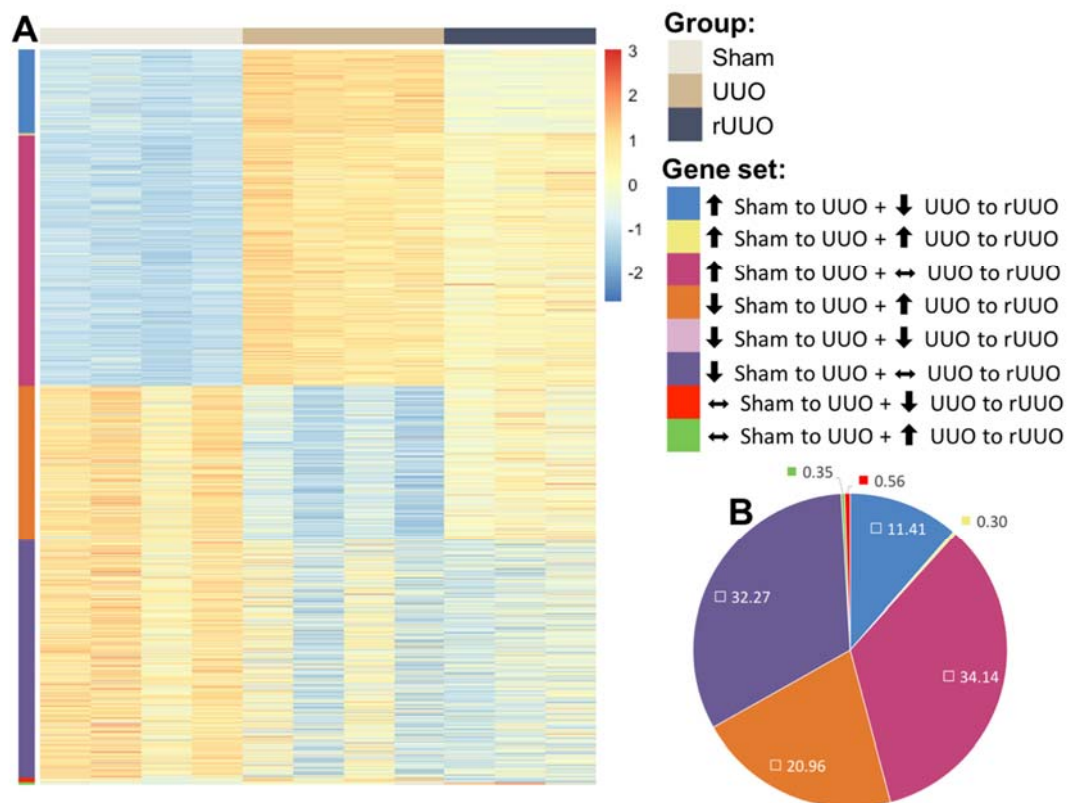 A
3
2
1
0
-1
-2
Group:
Sham
UUO
rUUO
Gene set:
⬆ Sham to UUO + ⬇ UUO to rUUO
⬆ Sham to UUO + ⬆ UUO to rUUO
⬆ Sham to UUO + ↔ UUO to rUUO
⬇ Sham to UUO + ⬆ UUO to rUUO
⬇ Sham to UUO + ⬇ UUO to rUUO
⬇ Sham to UUO + ↔ UUO to rUUO
↔ Sham to UUO + ⬇ UUO to rUUO
↔ Sham to UUO + ⬆ UUO to rUUO
B
0.35
0.56
11.41
0.30
32.27
34.14
20.96